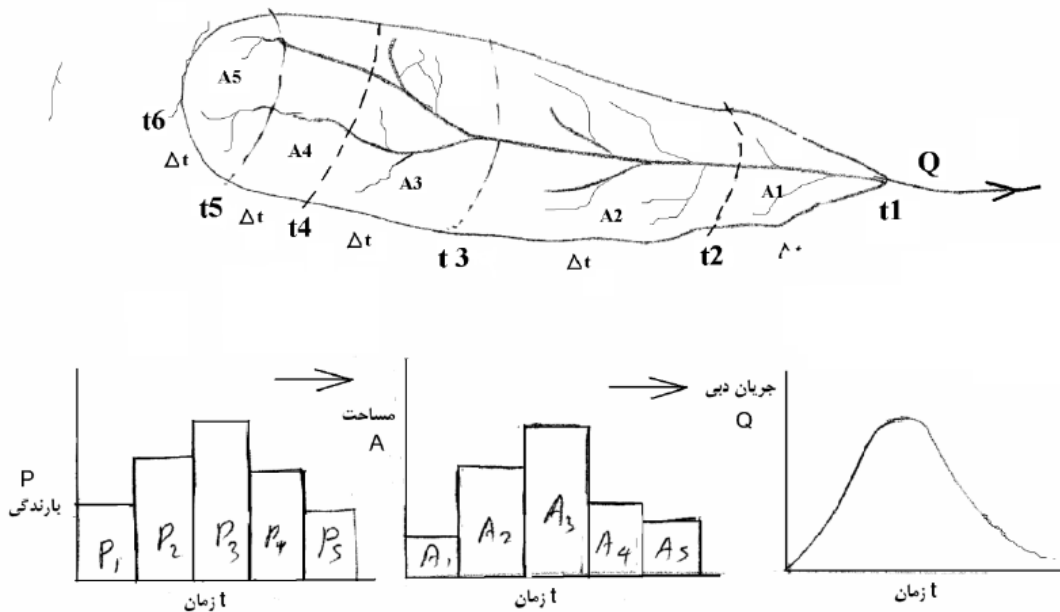 A5
t6
Δt
A4
A3
A2
A1
Q
t1
t5
Δt
t4
Δt
t 3
Δt
t2
P
بارندگی
P1
P2
P3
P4
P5
زمان t
مساحت
A
A1
A2
A3
A4
A5
زمان t
جریان دبی
Q
زمان t